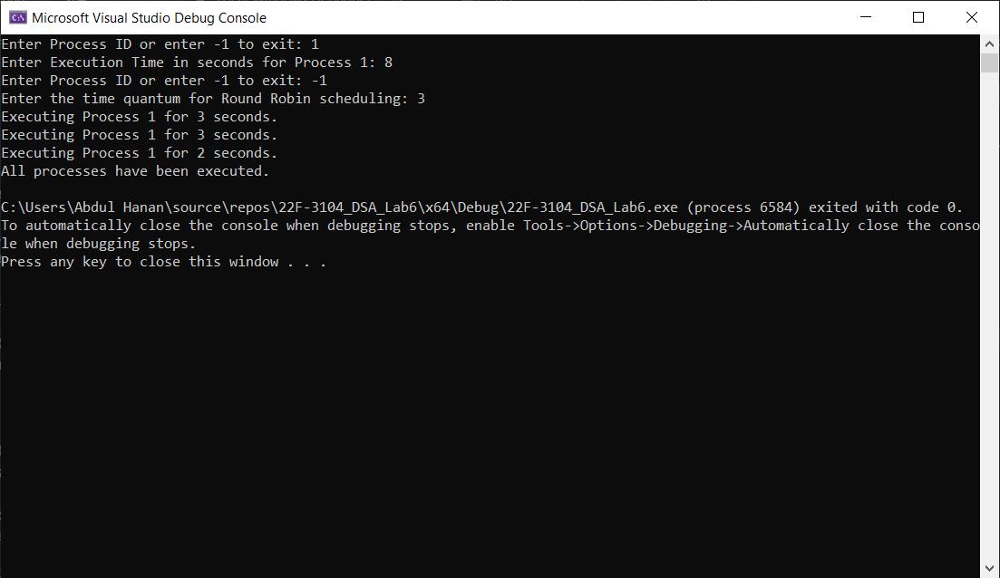 Microsoft Visual Studio Debug Console
Enter Process ID or enter -1 to exit: 1
Enter Execution Time in seconds for Process 1: 8
Enter Process ID or enter -1 to exit: -1
Enter the time quantum for Round Robin scheduling: 3
Executing Process 1 for 3 seconds.
Executing Process 1 for 3 seconds.
Executing Process 1 for 2 seconds.
All processes have been executed.
C:\Users\Abdul Hanan\source\repos\22F-3104_DSA_Lab6\x64\Debug\22F-3104_DSA_Lab6.exe (process 6584) exited with code 0.
To automatically close the console when debugging stops, enable Tools->Options->Debugging->Automatically close the conso
le when debugging stops.
Press any key to close this window . . .